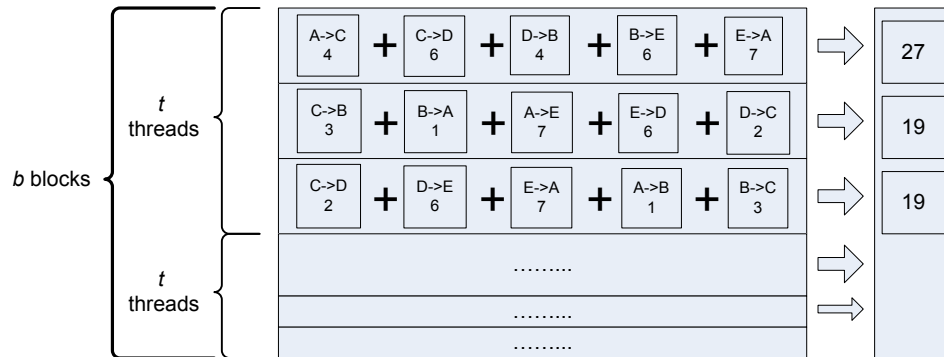 A->C C->D D->B B->E E->A
4 + 6 + 4 + 6 + 7 27
t
threads
C->B B->A A->E E->D D->C
3 + 1 + 7 + 6 + 2 19
b blocks
C->D D->E E->A A->B B->C
2 + 6 + 7 + 1 + 3 19
t
threads
.........
.........
.........